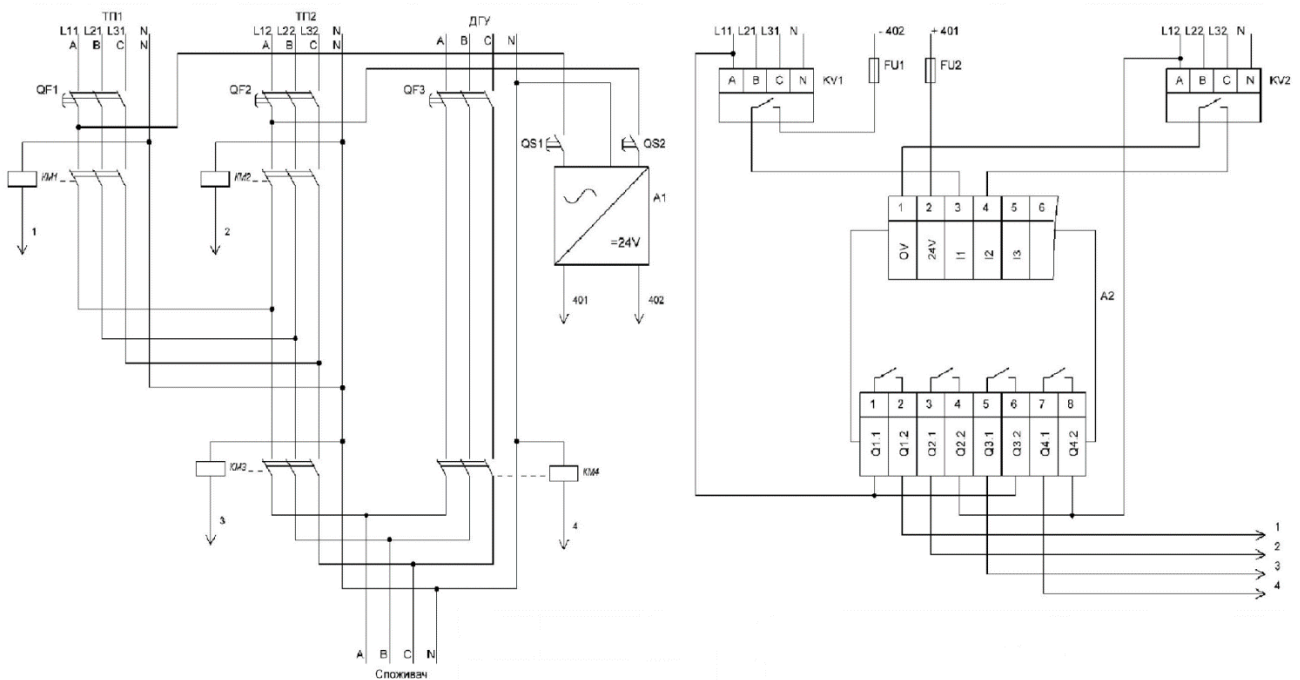 ТП1 ТП2 ДГУ
L11 L21 L31 N L12 L22 L32 N
A B C N A B C N A B C N
QF1 QF2 QF3
QS1 QS2
KM1 KM2
A1
=24V
1 2
401 402
KM3 KM4
3 4
A B C N
Споживач
L11 L21 L31 N - 402 + 401 L12 L22 L32 N
A B C N KV1 FU1 FU2 A B C N KV2
1 2 3 4 5 6
QV 24V I1 I2 I3
A2
1 2 3 4 5 6 7 8
Q1.1 Q1.2 Q2.1 Q2.2 Q3.1 Q3.2 Q4.1 Q4.2
1
2
3
4